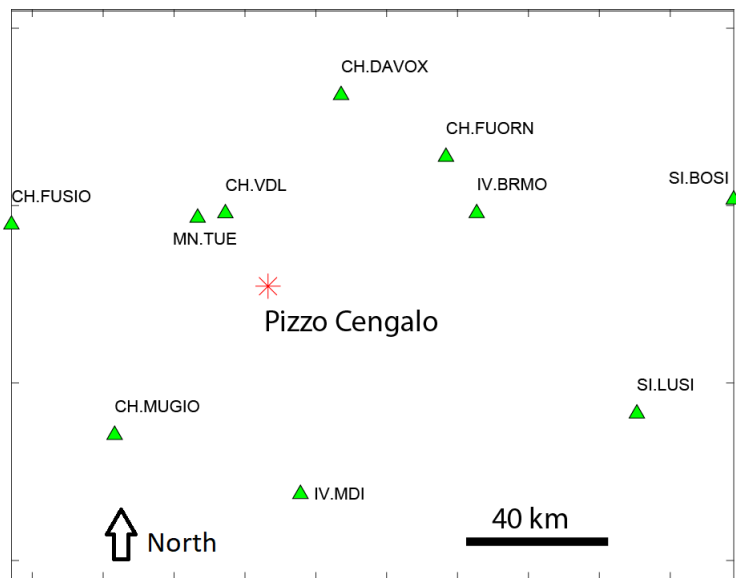 CH.DAVOX
CH.FUORN
SI.BOSI
CH.FUSIO
CH.VDL
IV.BRMO
MN.TUE
Pizzo Cengalo
SI.LUSI
CH.MUGIO
IV.MDI
40 km
North